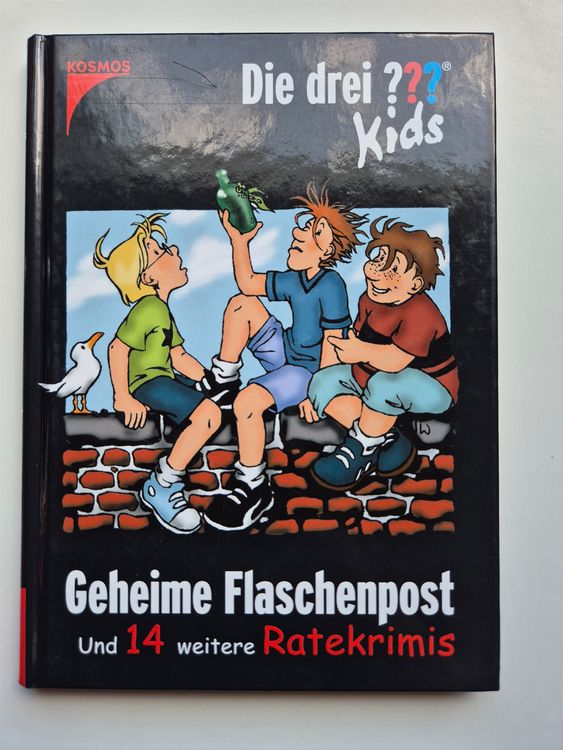 KOSMOS
Die drei ???®
Kids
Geheime Flaschenpost
Und 14 weitere Ratekrimis